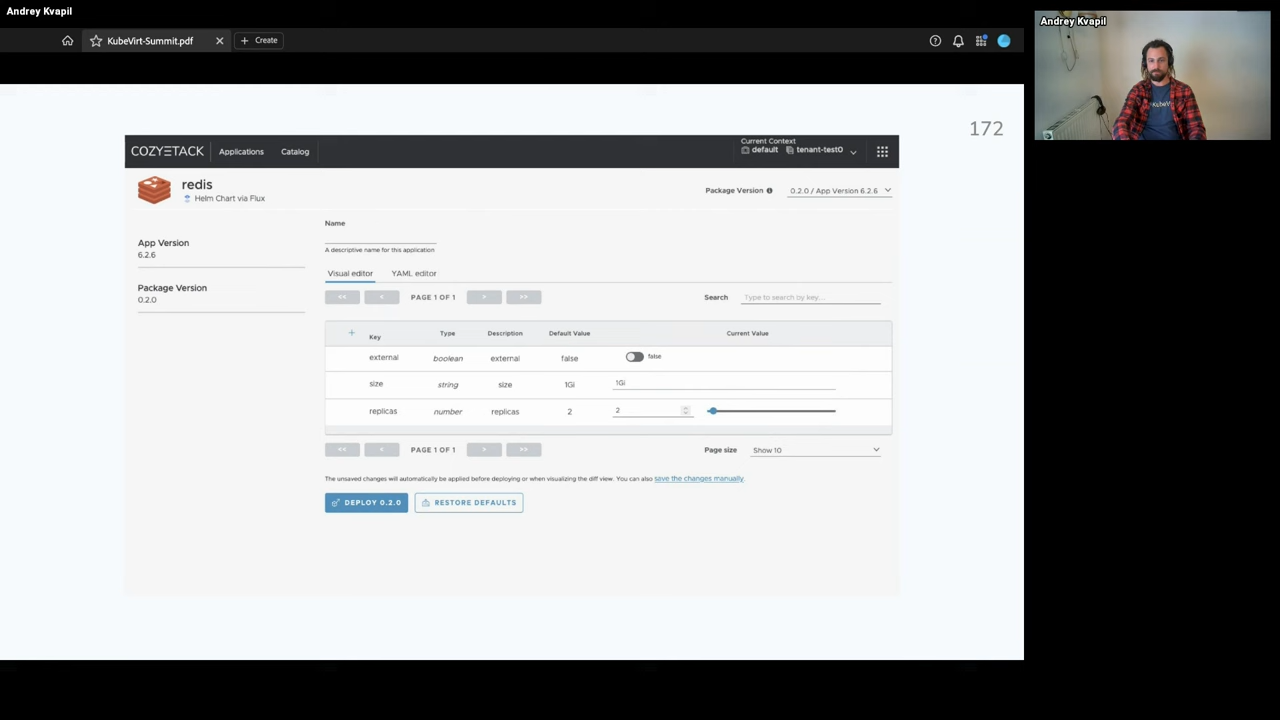 Andrey Kvapil
KubeVirt-Summit.pdf
Create
Andrey Kvapil
172
COZYSTACK
Applications
Catalog
Current Context
default
tenant-test0
redis
Helm Chart via Flux
Package Version
0.2.0 / App Version 6.2.6
App Version
6.2.6
Package Version
0.2.0
Name
A descriptive name for this application
Visual editor
YAML editor
<< < PAGE 1 OF 1 > >>
Search
Type to search by key...
+ Key Type Description Default Value Current Value
external boolean external false false
size string size 1Gi 1Gi
replicas number replicas 2 2
<< < PAGE 1 OF 1 > >>
Page size
Show 10
The unsaved changes will automatically be applied before deploying or when visualizing the diff view. You can also save the changes manually.
DEPLOY 0.2.0
RESTORE DEFAULTS